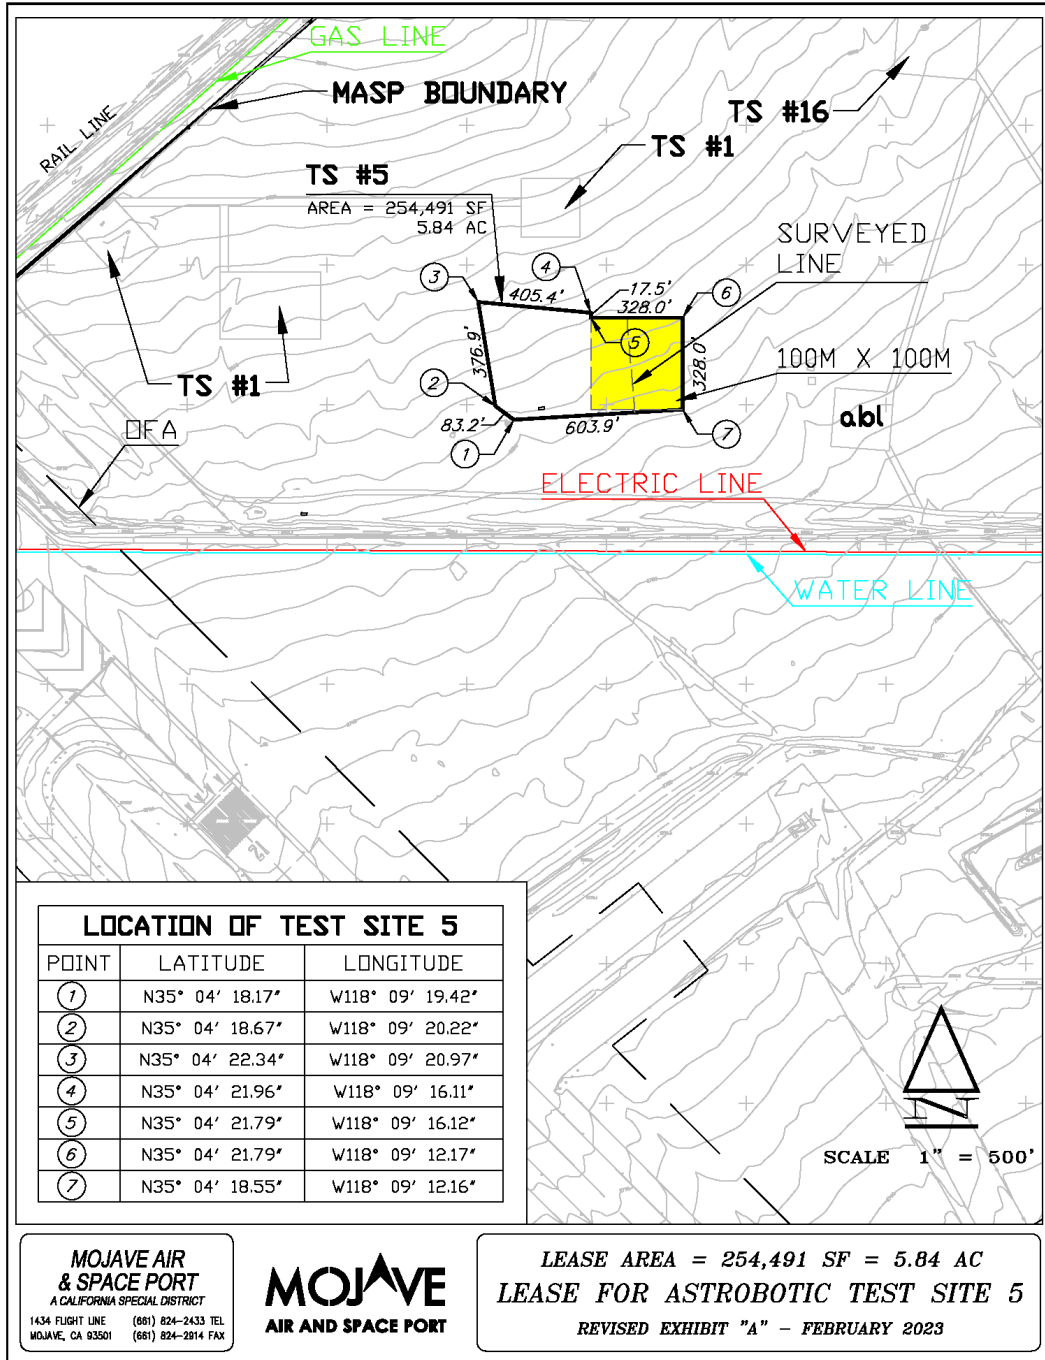 GAS LINE
MASP BOUNDARY
RAIL LINE
TS #16
TS #1
TS #5
AREA = 254,491 SF
5.84 AC
SURVEYED
LINE
3
4
405.4'
17.5'
328.0'
6
5
376.9'
328.0'
100M X 100M
TS #1
2
abl
83.2'
603.9'
7
1
OFA
ELECTRIC LINE
WATER LINE
12
LOCATION OF TEST SITE 5
POINT LATITUDE LONGITUDE
1 N35° 04' 18.17" W118° 09' 19.42"
2 N35° 04' 18.67" W118° 09' 20.22"
3 N35° 04' 22.34" W118° 09' 20.97"
4 N35° 04' 21.96" W118° 09' 16.11"
5 N35° 04' 21.79" W118° 09' 16.12"
6 N35° 04' 21.79" W118° 09' 12.17"
7 N35° 04' 18.55" W118° 09' 12.16"
N
SCALE 1" = 500'
MOJAVE AIR
& SPACE PORT
A CALIFORNIA SPECIAL DISTRICT
1434 FLIGHT LINE (661) 824-2433 TEL
MOJAVE, CA 93501 (661) 824-2914 FAX
MOJAVE
AIR AND SPACE PORT
LEASE AREA = 254,491 SF = 5.84 AC
LEASE FOR ASTROBOTIC TEST SITE 5
REVISED EXHIBIT "A" - FEBRUARY 2023